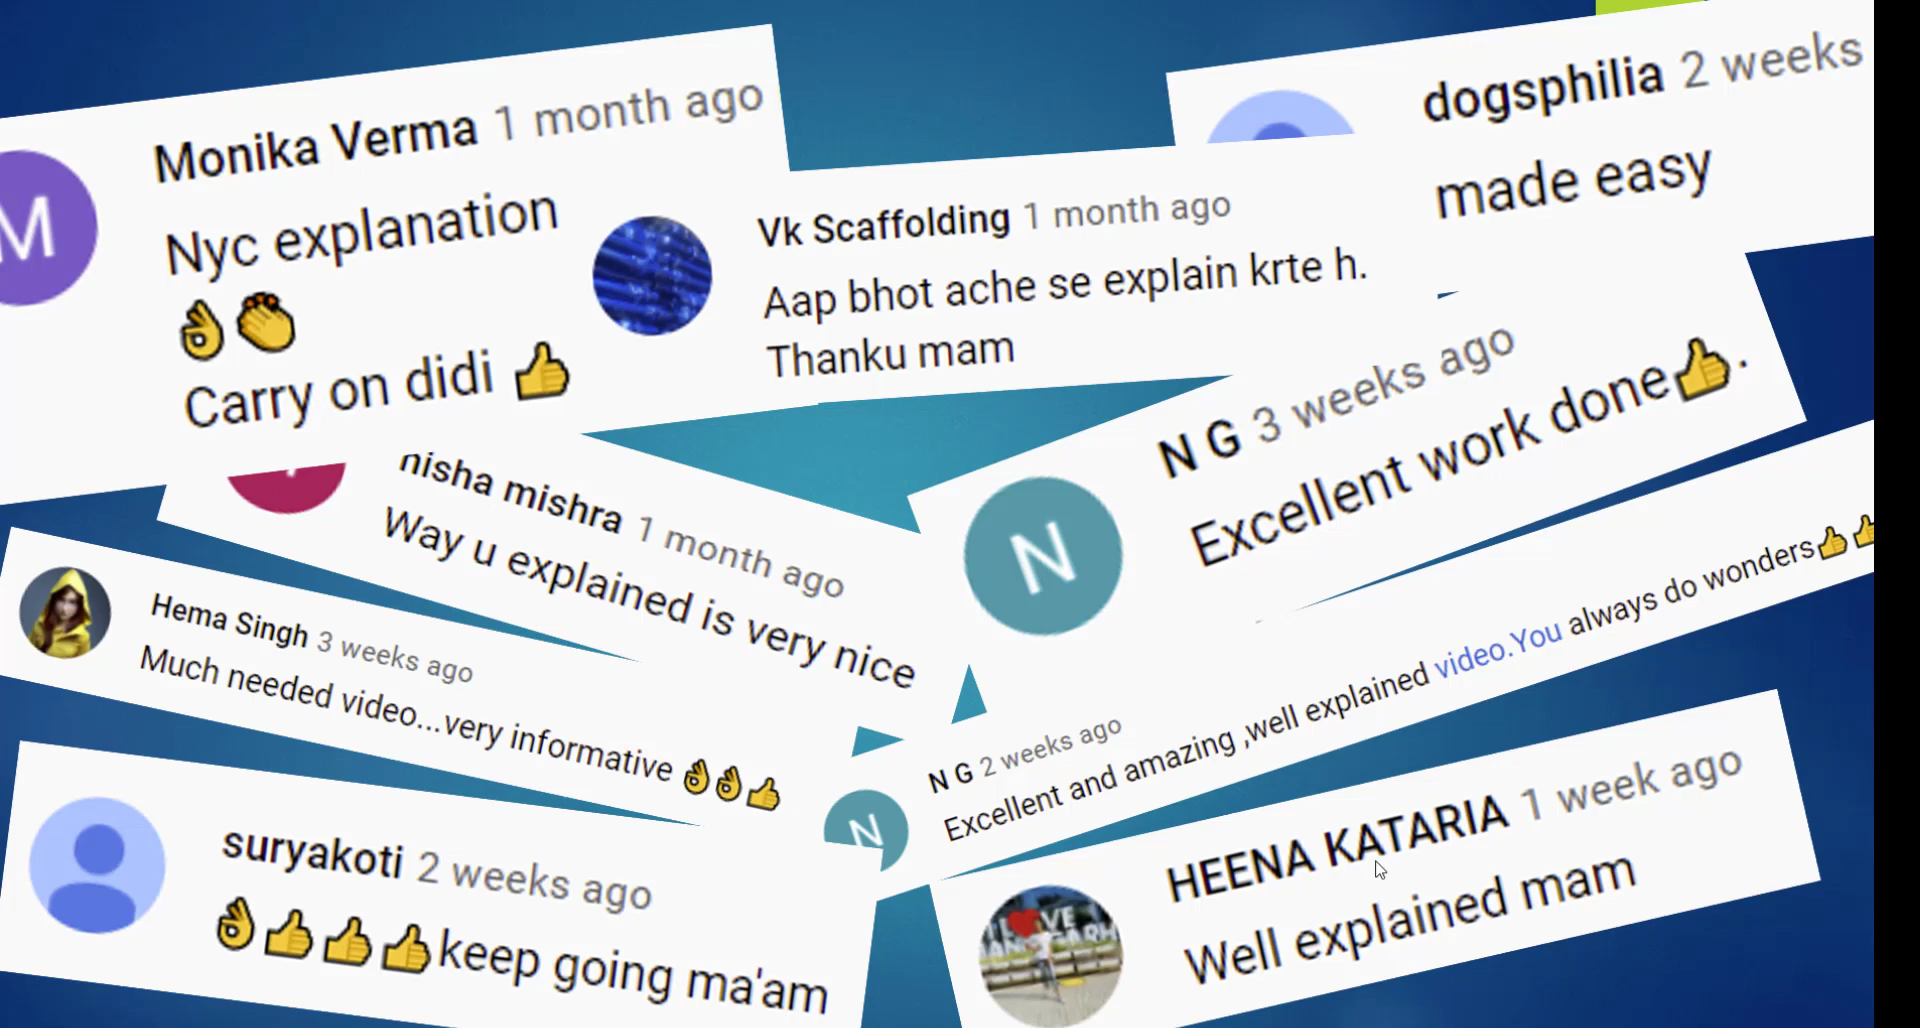 Monika Verma 1 month ago
Nyc explanation
👌👏
Carry on didi 👍
dogsphilia 2 weeks
made easy
Vk Scaffolding 1 month ago
Aap bhot ache se explain krte h.
Thanku mam
N G 3 weeks ago
Excellent work done👍.
nisha mishra 1 month ago
Way u explained is very nice
Hema Singh 3 weeks ago
Much needed video...very informative 👌👌👍
N G 2 weeks ago
Excellent and amazing ,well explained video.You always do wonders👍👍
suryakoti 2 weeks ago
👌👍👍👍keep going ma'am
HEENA KATARIA 1 week ago
Well explained mam
M
N
N